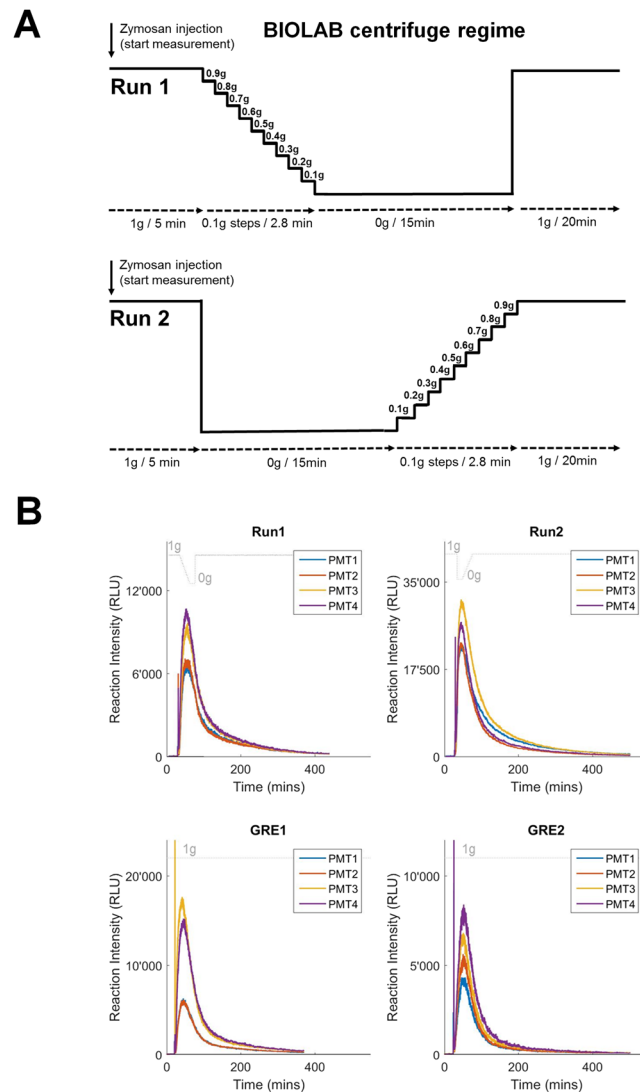 A
Zymosan injection
(start measurement)
BIOLAB centrifuge regime
Run 1
0.9g
0.8g
0.7g
0.6g
0.5g
0.4g
0.3g
0.2g
0.1g
1g / 5 min
0.1g steps / 2.8 min
0g / 15min
1g / 20min
Zymosan injection
(start measurement)
Run 2
0.9g
0.8g
0.7g
0.6g
0.5g
0.4g
0.3g
0.2g
0.1g
1g / 5 min
0g / 15min
0.1g steps / 2.8 min
1g / 20min
B
Run1
1g
0g
PMT1
PMT2
PMT3
PMT4
12'000
6'000
0
Reaction Intensity (RLU)
0
200
400
Time (mins)
Run2
1g
0g
PMT1
PMT2
PMT3
PMT4
35'000
17'500
0
Reaction Intensity (RLU)
0
200
400
Time (mins)
GRE1
1g
PMT1
PMT2
PMT3
PMT4
20'000
10'000
0
Reaction Intensity (RLU)
0
200
400
Time (mins)
GRE2
1g
PMT1
PMT2
PMT3
PMT4
10'000
5'000
0
Reaction Intensity (RLU)
0
200
400
Time (mins)